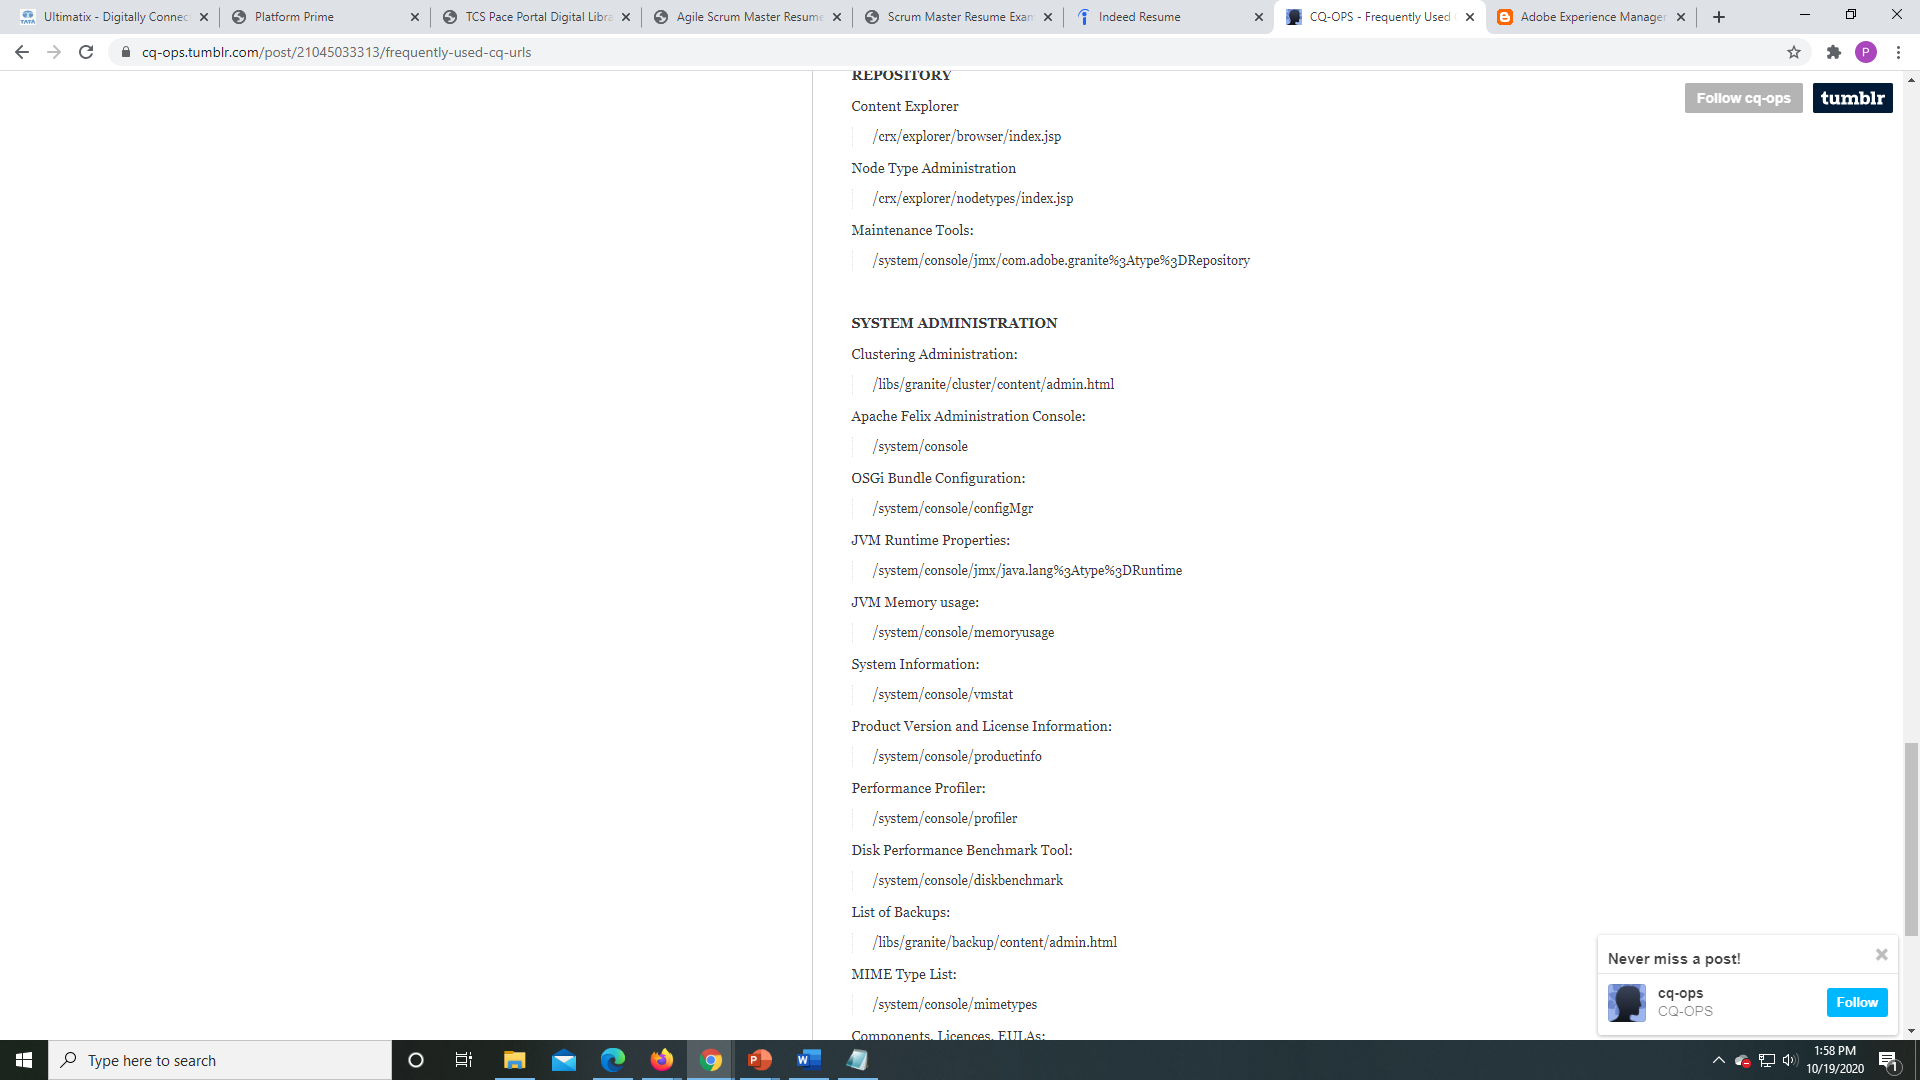 Ultimatix - Digitally Connec
Platform Prime
TCS Pace Portal Digital Libra
Agile Scrum Master Resume
Scrum Master Resume Exam
Indeed Resume
CQ-OPS - Frequently Used
Adobe Experience Manager
cq-ops.tumblr.com/post/21045033313/frequently-used-cq-urls
P
Follow cq-ops
tumblr
REPOSITORY
Content Explorer
/crx/explorer/browser/index.jsp
Node Type Administration
/crx/explorer/nodetypes/index.jsp
Maintenance Tools:
/system/console/jmx/com.adobe.granite%3Atype%3DRepository
SYSTEM ADMINISTRATION
Clustering Administration:
/libs/granite/cluster/content/admin.html
Apache Felix Administration Console:
/system/console
OSGi Bundle Configuration:
/system/console/configMgr
JVM Runtime Properties:
/system/console/jmx/java.lang%3Atype%3DRuntime
JVM Memory usage:
/system/console/memoryusage
System Information:
/system/console/vmstat
Product Version and License Information:
/system/console/productinfo
Performance Profiler:
/system/console/profiler
Disk Performance Benchmark Tool:
/system/console/diskbenchmark
List of Backups:
/libs/granite/backup/content/admin.html
MIME Type List:
/system/console/mimetypes
Components, Licences, EULAs:
Never miss a post!
cq-ops
CQ-OPS
Follow
Type here to search
1:58 PM
10/19/2020
1